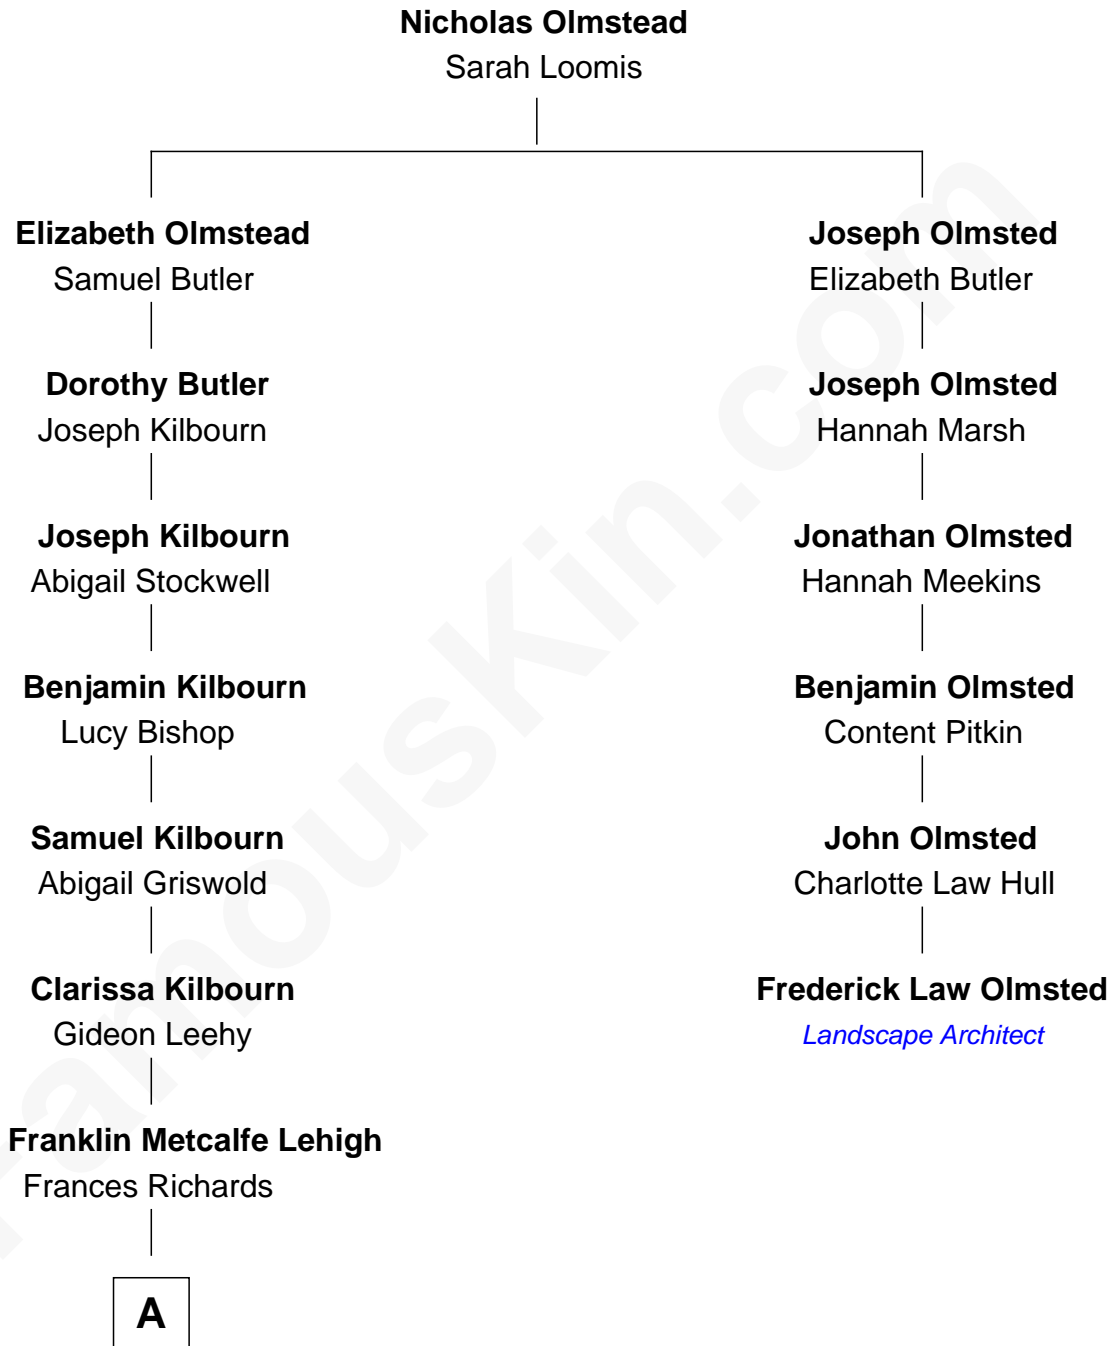 Nicholas Olmstead
Sarah Loomis
Elizabeth Olmstead
Samuel Butler
Joseph Olmsted
Elizabeth Butler
Dorothy Butler
Joseph Kilbourn
Joseph Olmsted
Hannah Marsh
Joseph Kilbourn
Abigail Stockwell
Jonathan Olmsted
Hannah Meekins
Benjamin Kilbourn
Lucy Bishop
Benjamin Olmsted
Content Pitkin
Samuel Kilbourn
Abigail Griswold
John Olmsted
Charlotte Law Hull
Clarissa Kilbourn
Gideon Leehy
Frederick Law Olmsted
Landscape Architect
Franklin Metcalfe Lehigh
Frances Richards
A
FamousKin.com